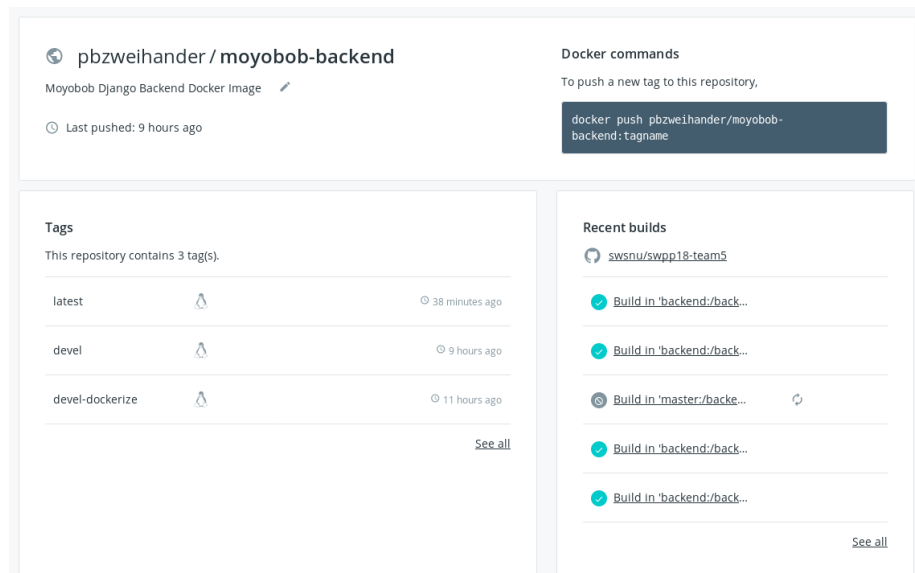 pbzweihander / moyobob-backend
Moyobob Django Backend Docker Image
Last pushed: 9 hours ago
Docker commands
To push a new tag to this repository,
docker push pbzweihander/moyobob-
backend:tagname
Tags
This repository contains 3 tag(s).
latest
38 minutes ago
devel
9 hours ago
devel-dockerize
11 hours ago
See all
Recent builds
swsnu/swpp18-team5
Build in 'backend:/back...
Build in 'backend:/back...
Build in 'master:/backe...
Build in 'backend:/back...
Build in 'backend:/back...
See all